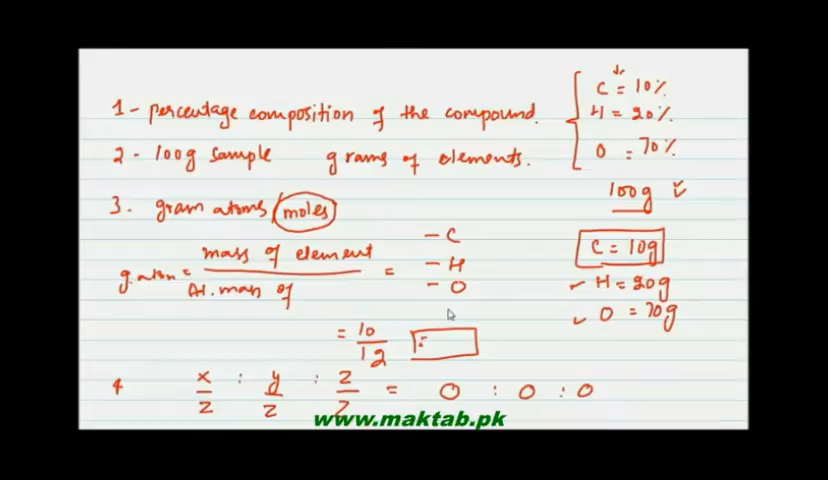 1- percentage composition of the compound.
C = 10%
H = 20%
O = 70%
2 - 100g sample grams of elements.
100g ✓
3. gram atoms/moles
C = 10g
H = 20g
O = 70g
g.atom = mass of element / At. mass of =
- C
- H
- O
= 10/12 =
4 x/z : y/z : z/z = 0 : 0 : 0
www.maktab.pk